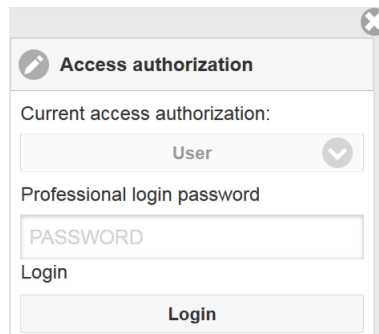 Access authorization
Current access authorization:
User
Professional login password
PASSWORD
Login
Login